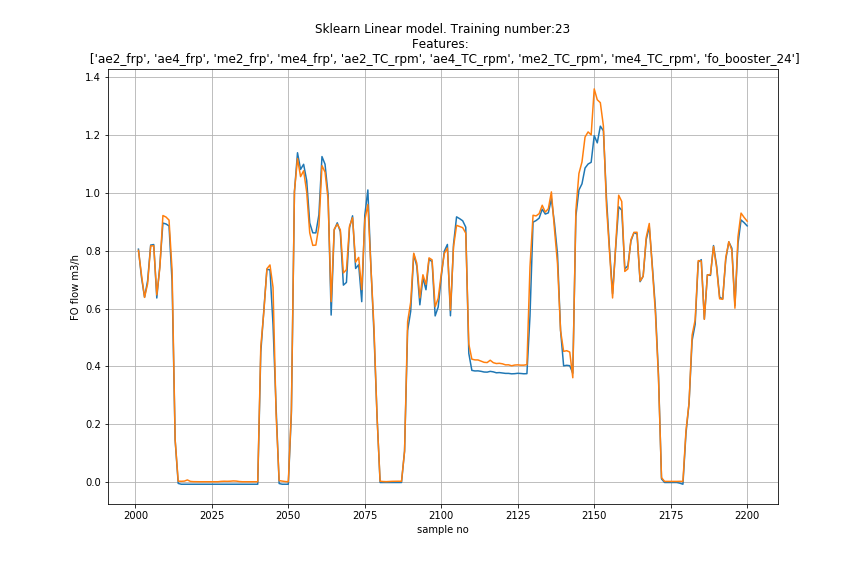 Sklearn Linear model. Training number:23
Features:
['ae2_frp', 'ae4_frp', 'me2_frp', 'me4_frp', 'ae2_TC_rpm', 'ae4_TC_rpm', 'me2_TC_rpm', 'me4_TC_rpm', 'fo_booster_24']
1.4
1.2
1.0
0.8
0.6
0.4
0.2
0.0
FO flow m3/h
2000 2025 2050 2075 2100 2125 2150 2175 2200
sample no